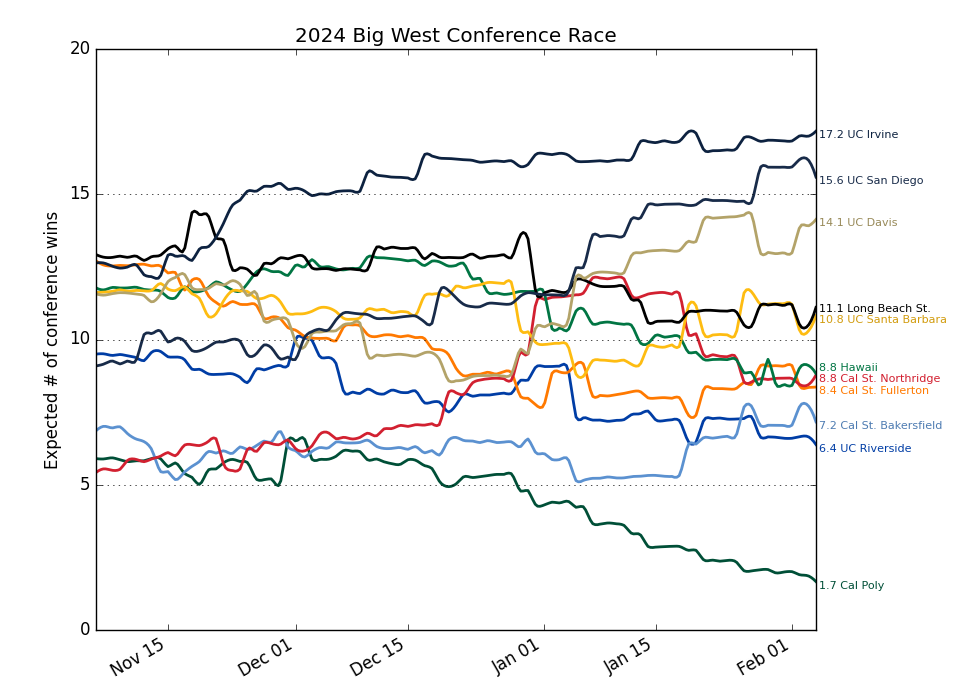 2024 Big West Conference Race
Expected # of conference wins
20
15
10
5
0
17.2 UC Irvine
15.6 UC San Diego
14.1 UC Davis
11.1 Long Beach St.
10.8 UC Santa Barbara
8.8 Hawaii
8.8 Cal St. Northridge
8.4 Cal St. Fullerton
7.2 Cal St. Bakersfield
6.4 UC Riverside
1.7 Cal Poly
Nov 15
Dec 01
Dec 15
Jan 01
Jan 15
Feb 01